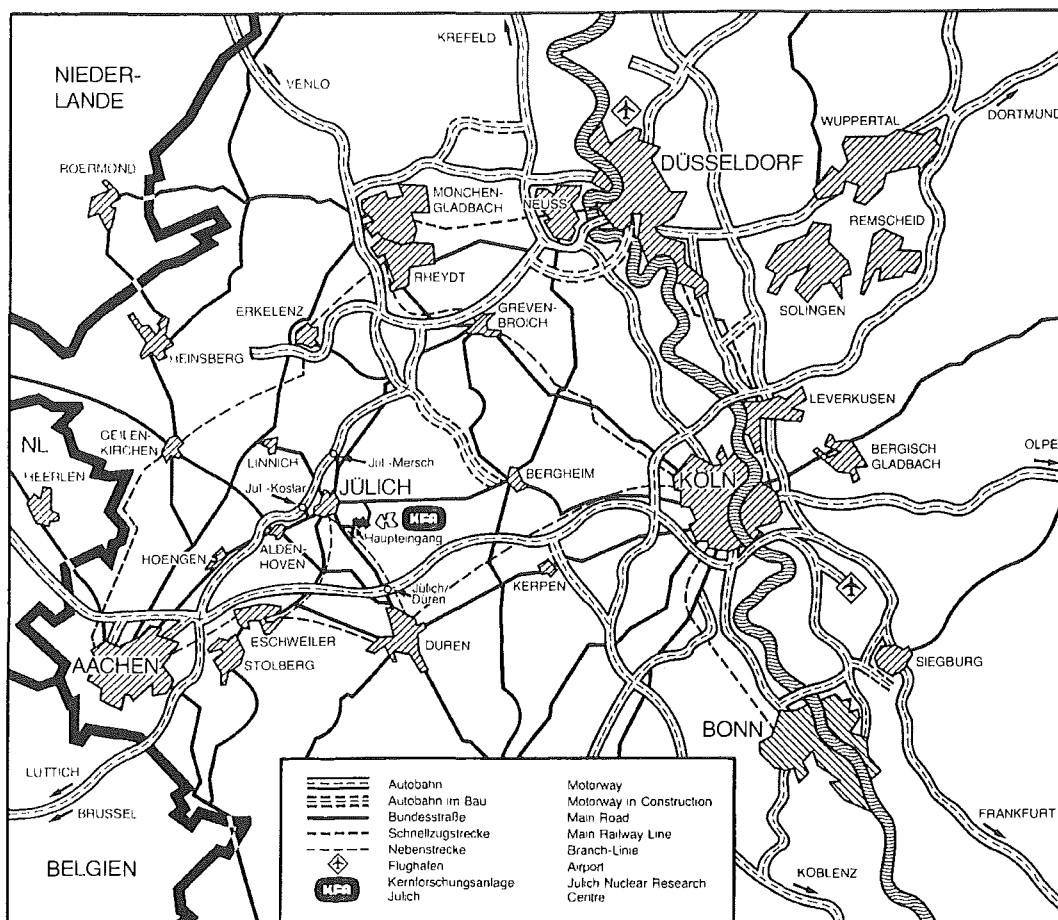 KREFELD
NIEDER-
LANDE
VENLO
DORTMUND
WUPPERTAL
DÜSSELDORF
ROERMOND
MÖNCHEN-
GLADBACH
NEUSS
REMSCHEID
RHEYDT
SOLINGEN
ERKELENZ
GREVEN-
BROICH
HEINSBERG
LEVERKUSEN
NL
GEILEN-
KIRCHEN
LINNICH
Jül.-Mersch
BERGISCH
GLADBACH
OLPE
HEERLEN
JÜLICH
BERGHEIM
KÖLN
Jül.-Koslar
KFA
Haupteingang
HOENGEN
ALDEN-
HOVEN
KERPEN
Jülich/
Düren
ESCHWEILER
DÜREN
AACHEN
STOLBERG
SIEGBURG
BONN
LÜTTICH
BRÜSSEL
FRANKFURT
BELGIEN
KOBLENZ
Autobahn Motorway
Autobahn im Bau Motorway in Construction
Bundesstraße Main Road
Schnellzugstrecke Main Railway Line
Nebenstrecke Branch-Linie
Flughafen Airport
KFA Kernforschungsanlage Jülich Nuclear Research
Jülich Centre